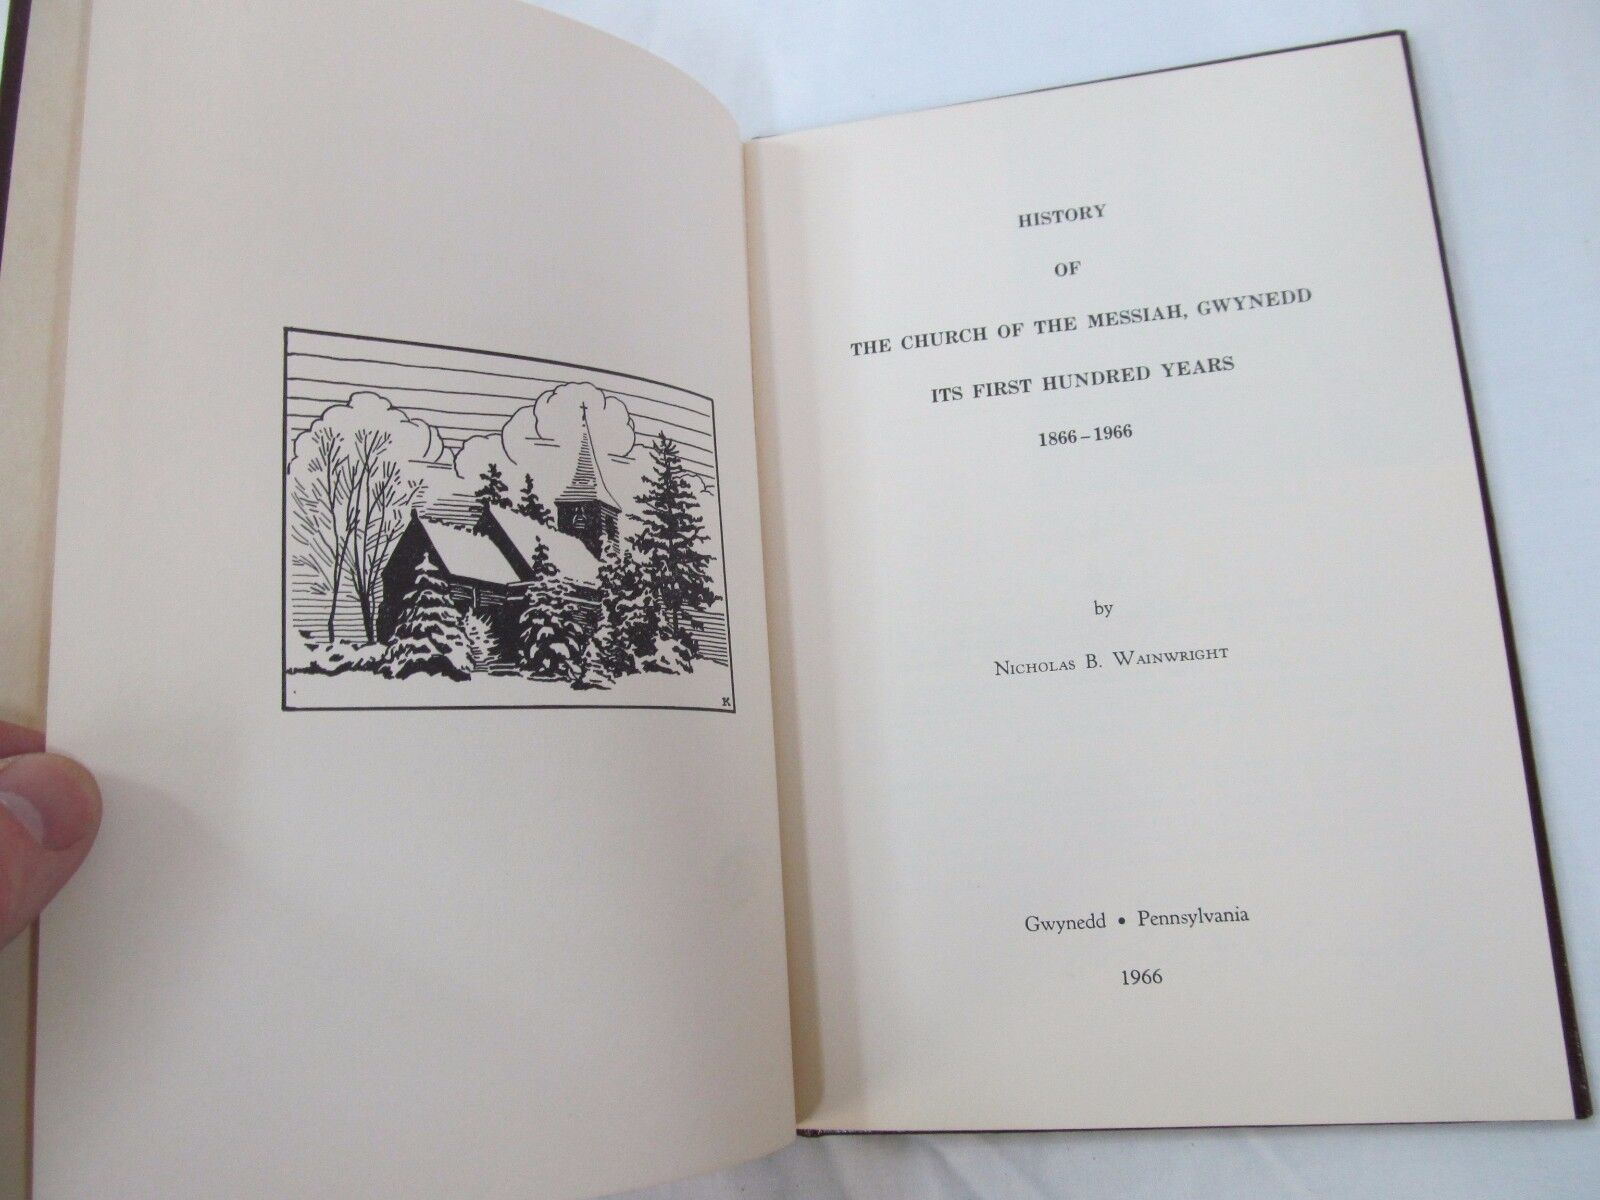 K
HISTORY
OF
THE CHURCH OF THE MESSIAH, GWYNEDD
ITS FIRST HUNDRED YEARS
1866–1966
by
NICHOLAS B. WAINWRIGHT
Gwynedd • Pennsylvania
1966